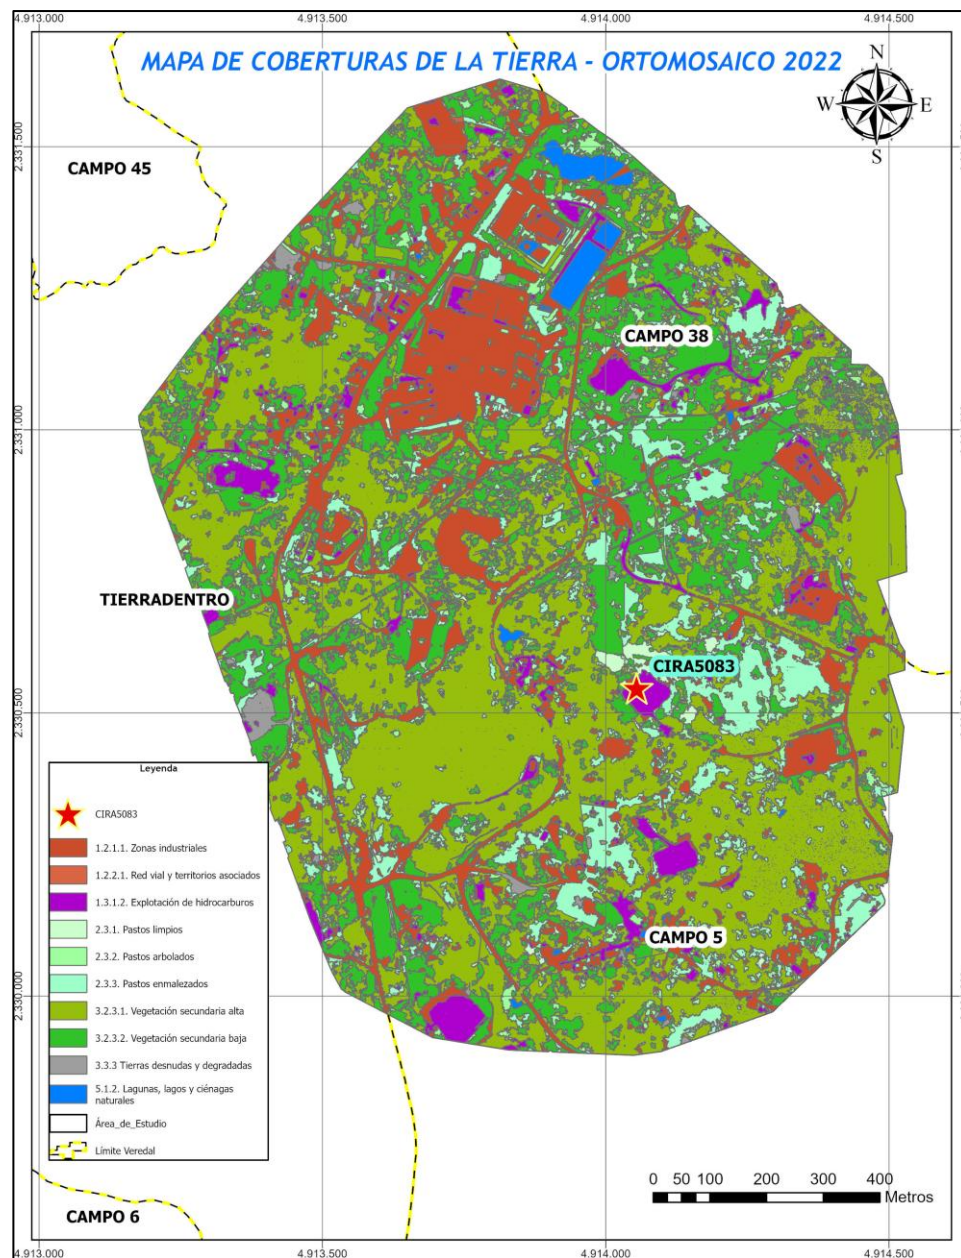 4.913.000
4.913.500
4.914.000
4.914.500
MAPA DE COBERTURAS DE LA TIERRA - ORTOMOSAICO 2022
N
W
E
S
2.331.500
CAMPO 45
CAMPO 38
2.331.000
TIERRADENTRO
CIRA5083
2.330.500
Leyenda
CIRA5083
1.2.1.1. Zonas industriales
1.2.2.1. Red vial y territorios asociados
1.3.1.2. Explotación de hidrocarburos
2.3.1. Pastos limpios
2.3.2. Pastos arbolados
2.3.3. Pastos enmalezados
3.2.3.1. Vegetación secundaria alta
3.2.3.2. Vegetación secundaria baja
3.3.3 Tierras desnudas y degradadas
5.1.2. Lagunas, lagos y ciénagas
naturales
Área_de_Estudio
Límite Veredal
CAMPO 5
2.330.000
0 50 100 200 300 400
Metros
CAMPO 6
4.913.000
4.913.500
4.914.000
4.914.500